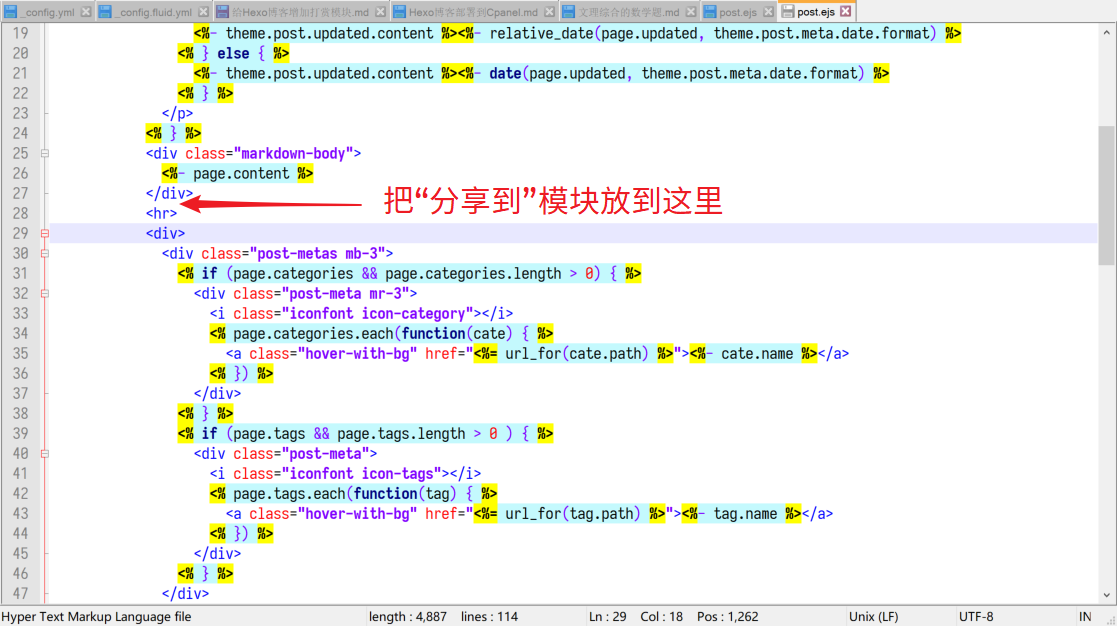 _config.yml _config.fluid.yml 给Hexo博客增加打赏模块.md Hexo博客部署到Cpanel.md 文理综合的数学题.md post.ejs post.ejs
19 <%- theme.post.updated.content %><%- relative_date(page.updated, theme.post.meta.date.format) %>
20 <% } else { %>
21 <%- theme.post.updated.content %><%- date(page.updated, theme.post.meta.date.format) %>
22 <% } %>
23 </p>
24 <% } %>
25 <div class="markdown-body">
26 <%- page.content %>
27 </div>
把“分享到”模块放到这里
28 <hr>
29 <div>
30 <div class="post-metas mb-3">
31 <% if (page.categories && page.categories.length > 0) { %>
32 <div class="post-meta mr-3">
33 <i class="iconfont icon-category"></i>
34 <% page.categories.each(function(cate) { %>
35 <a class="hover-with-bg" href="<%= url_for(cate.path) %>"><%- cate.name %></a>
36 <% }) %>
37 </div>
38 <% } %>
39 <% if (page.tags && page.tags.length > 0 ) { %>
40 <div class="post-meta">
41 <i class="iconfont icon-tags"></i>
42 <% page.tags.each(function(tag) { %>
43 <a class="hover-with-bg" href="<%= url_for(tag.path) %>"><%- tag.name %></a>
44 <% }) %>
45 </div>
46 <% } %>
47 </div>
Hyper Text Markup Language file length : 4,887 lines : 114 Ln : 29 Col : 18 Pos : 1,262 Unix (LF) UTF-8 IN